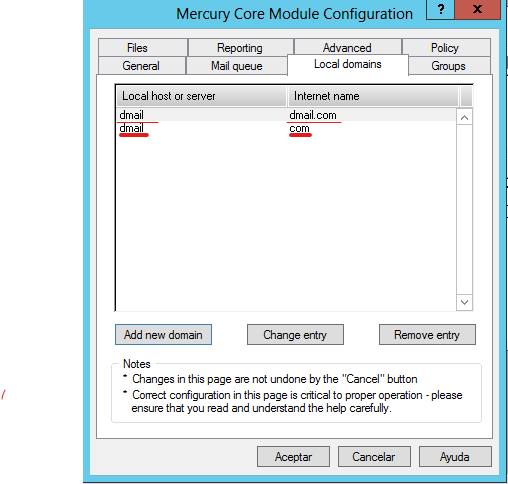 Mercury Core Module Configuration
? x
Files Reporting Advanced Policy
General Mail queue Local domains Groups
Local host or server Internet name
dmail dmail.com
dmail com
Add new domain Change entry Remove entry
Notes
* Changes in this page are not undone by the "Cancel" button
* Correct configuration in this page is critical to proper operation - please
ensure that you read and understand the help carefully.
Aceptar Cancelar Ayuda